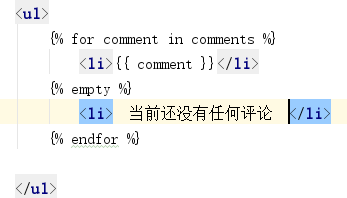 <ul>
{% for comment in comments %}
<li>{{ comment }}</li>
{% empty %}
<li> 当前还没有任何评论 </li>
{% endfor %}
</ul>